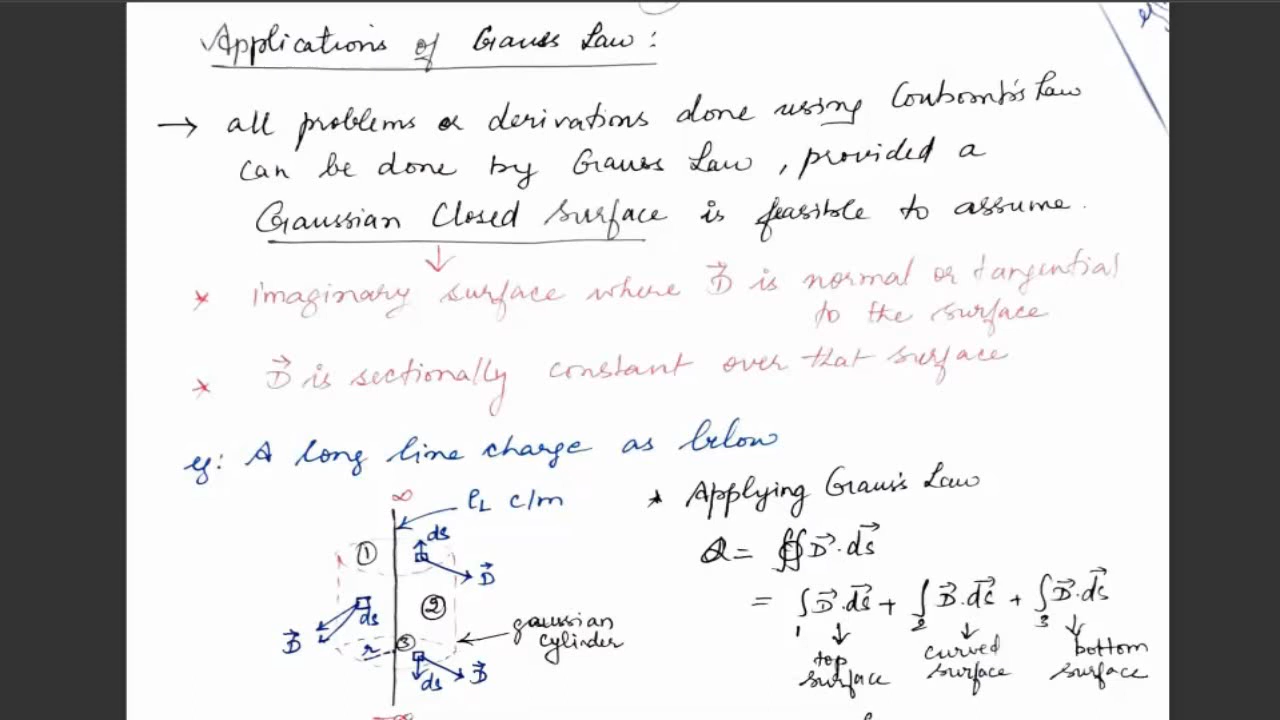 Applications of Gauss Law :
→ all problems or derivations done using Coulomb's Law
can be done by Gauss Law , provided a
Gaussian Closed Surface is feasible to assume .
* Imaginary surface where D⃗ is normal or tangential
to the surface
* D⃗ is sectionally constant over that surface
eg: A long line charge as below
∞
ρL c/m
* Applying Gauss Law
①
ds
D⃗
Q = ∯ D⃗ . ds⃗
②
ds
D⃗
= ∫1 D⃗ . ds⃗ + ∫2 D⃗ . ds⃗ + ∫3 D⃗ . ds⃗
③
r
gaussian
cylinder
top
surface
curved
surface
bottom
surface
ds
D⃗
-∞